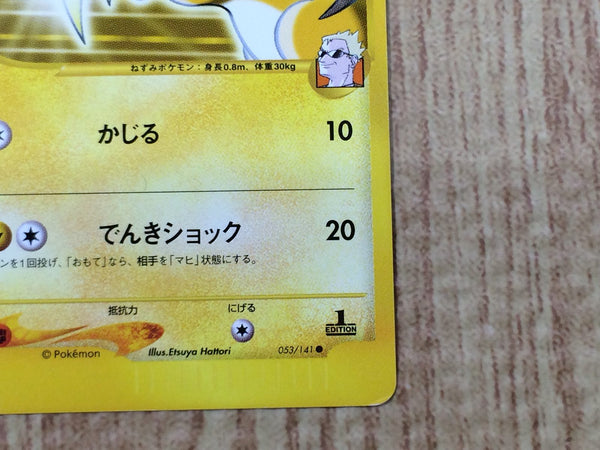 ねずみポケモン：身長0.8m、体重30kg
かじる 10
でんきショック 20
ンを1回投げ、「おもて」なら、相手を「マヒ」状態にする。
抵抗力 にげる
1
EDITION
© Pokémon Illus.Etsuya Hattori 053/141 ●